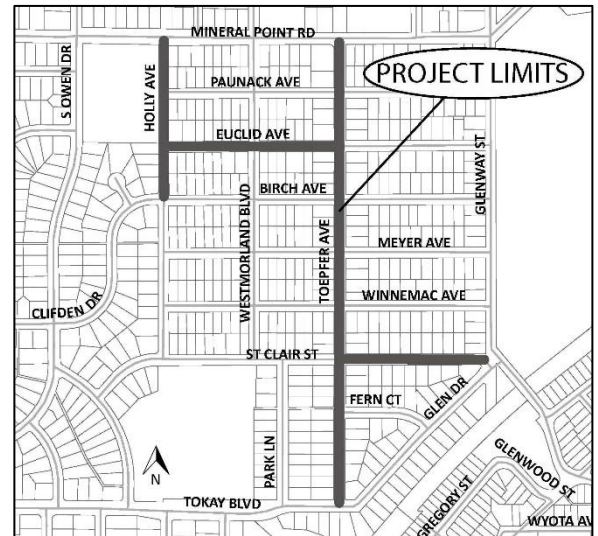 MINERAL POINT RD
S OWEN DR
HOLLY AVE
PAUNACK AVE
PROJECT LIMITS
EUCLID AVE
GLENWAY ST
BIRCH AVE
WESTMORLAND BLVD
TOEPFER AVE
MEYER AVE
CLIFDEN DR
WINNEMAC AVE
ST CLAIR ST
FERN CT
GLEN DR
PARK LN
N
TOKAY BLVD
GREGORY ST
GLENWOOD ST
WYOTA AV